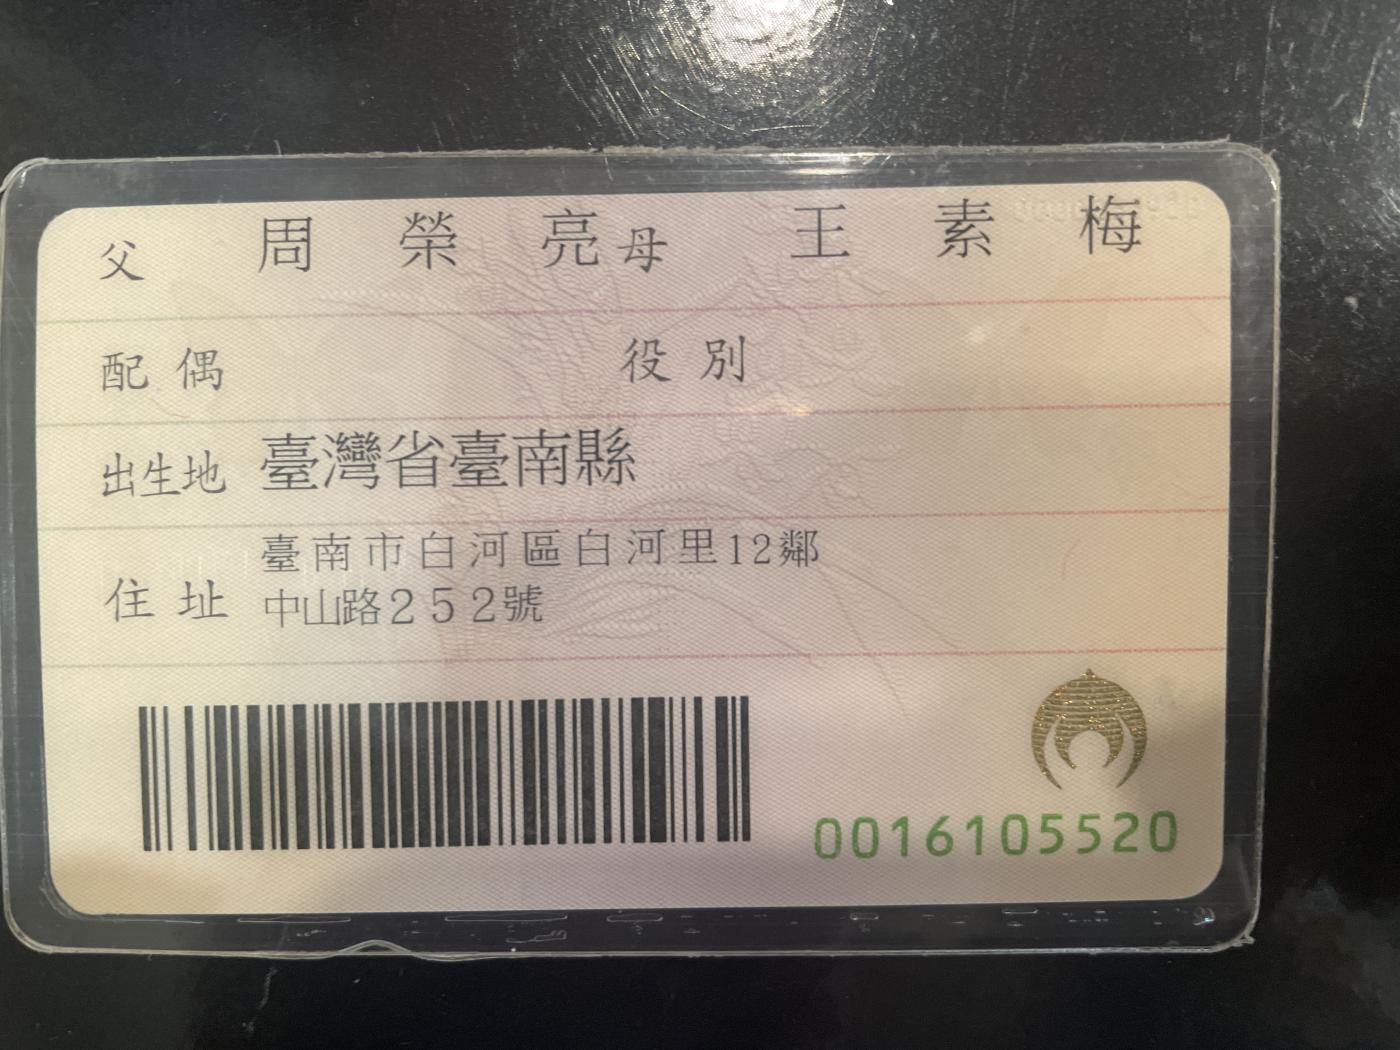 父 周榮亮 母 王素梅
配偶 役別
出生地 臺灣省臺南縣
住址 臺南市白河區白河里12鄰
中山路252號
0016105520